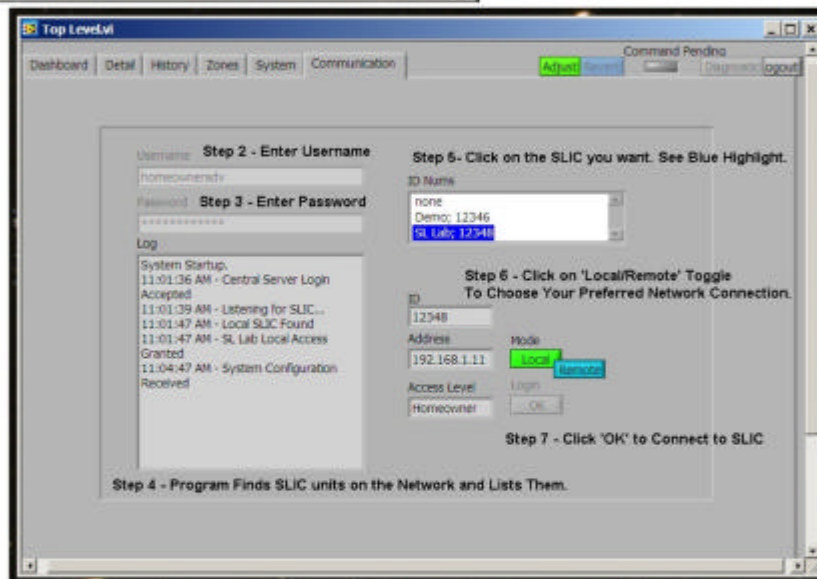 Top Level.vi
Dashboard Detail History Zones System Communication
Command Pending
Adjust Revert Diagnostic Logout
Username Step 2 - Enter Username
homeowneradv
Password Step 3 - Enter Password
************
Log
System Startup.
11:01:36 AM - Central Server Login
Accepted
11:01:39 AM - Listening for SLIC...
11:01:47 AM - Local SLIC Found
11:01:47 AM - SL Lab Local Access
Granted
11:04:47 AM - System Configuration
Received
Step 4 - Program Finds SLIC units on the Network and Lists Them.
Step 5- Click on the SLIC you want. See Blue Highlight.
ID Nums
none
Demo; 12346
SL Lab; 12348
Step 6 - Click on 'Local/Remote' Toggle
To Choose Your Preferred Network Connection.
ID
12348
Address
192.168.1.11
Mode
Local
Remote
Access Level
Homeowner
Login
OK
Step 7 - Click 'OK' to Connect to SLIC